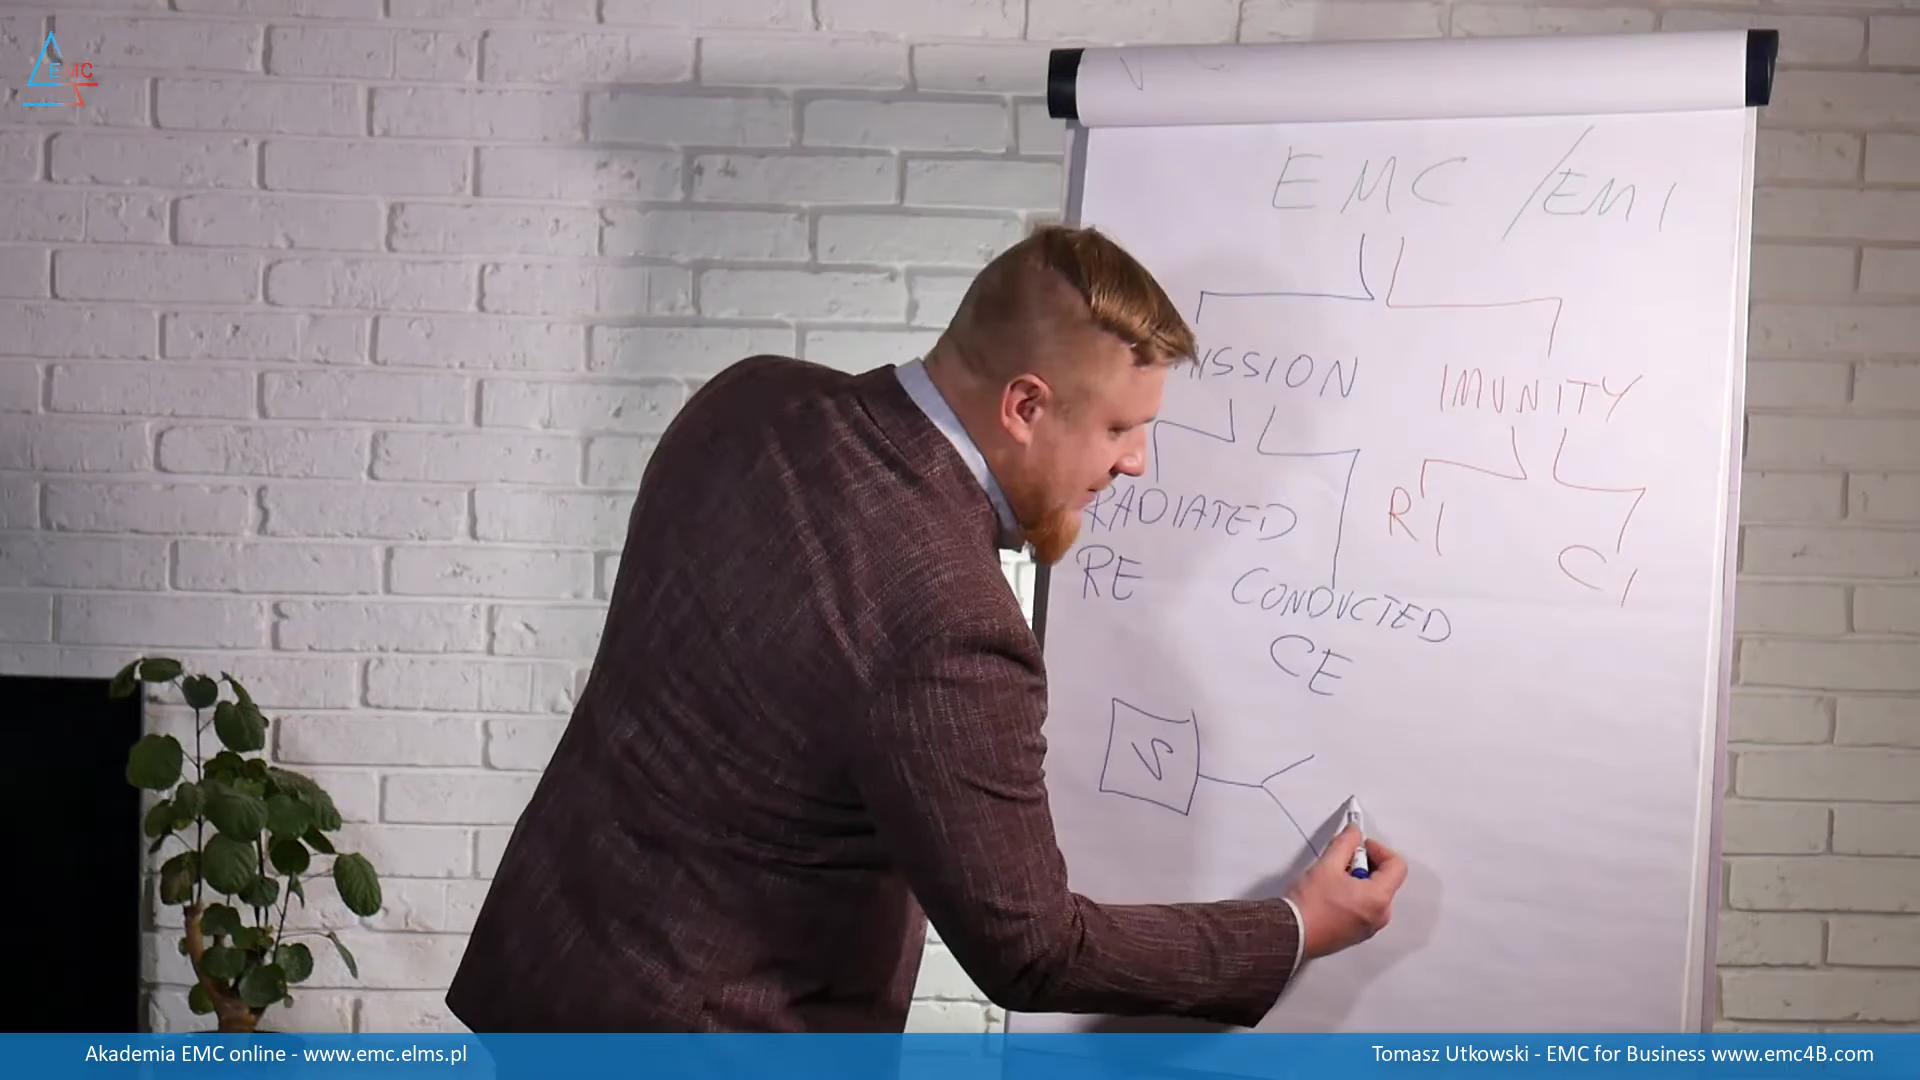 EMC
EMC /EMI
ISSION IMUNITY
RADIATED RI CI
RE CONDUCTED
CE
S
Akademia EMC online - www.emc.elms.pl
Tomasz Utkowski - EMC for Business www.emc4B.com